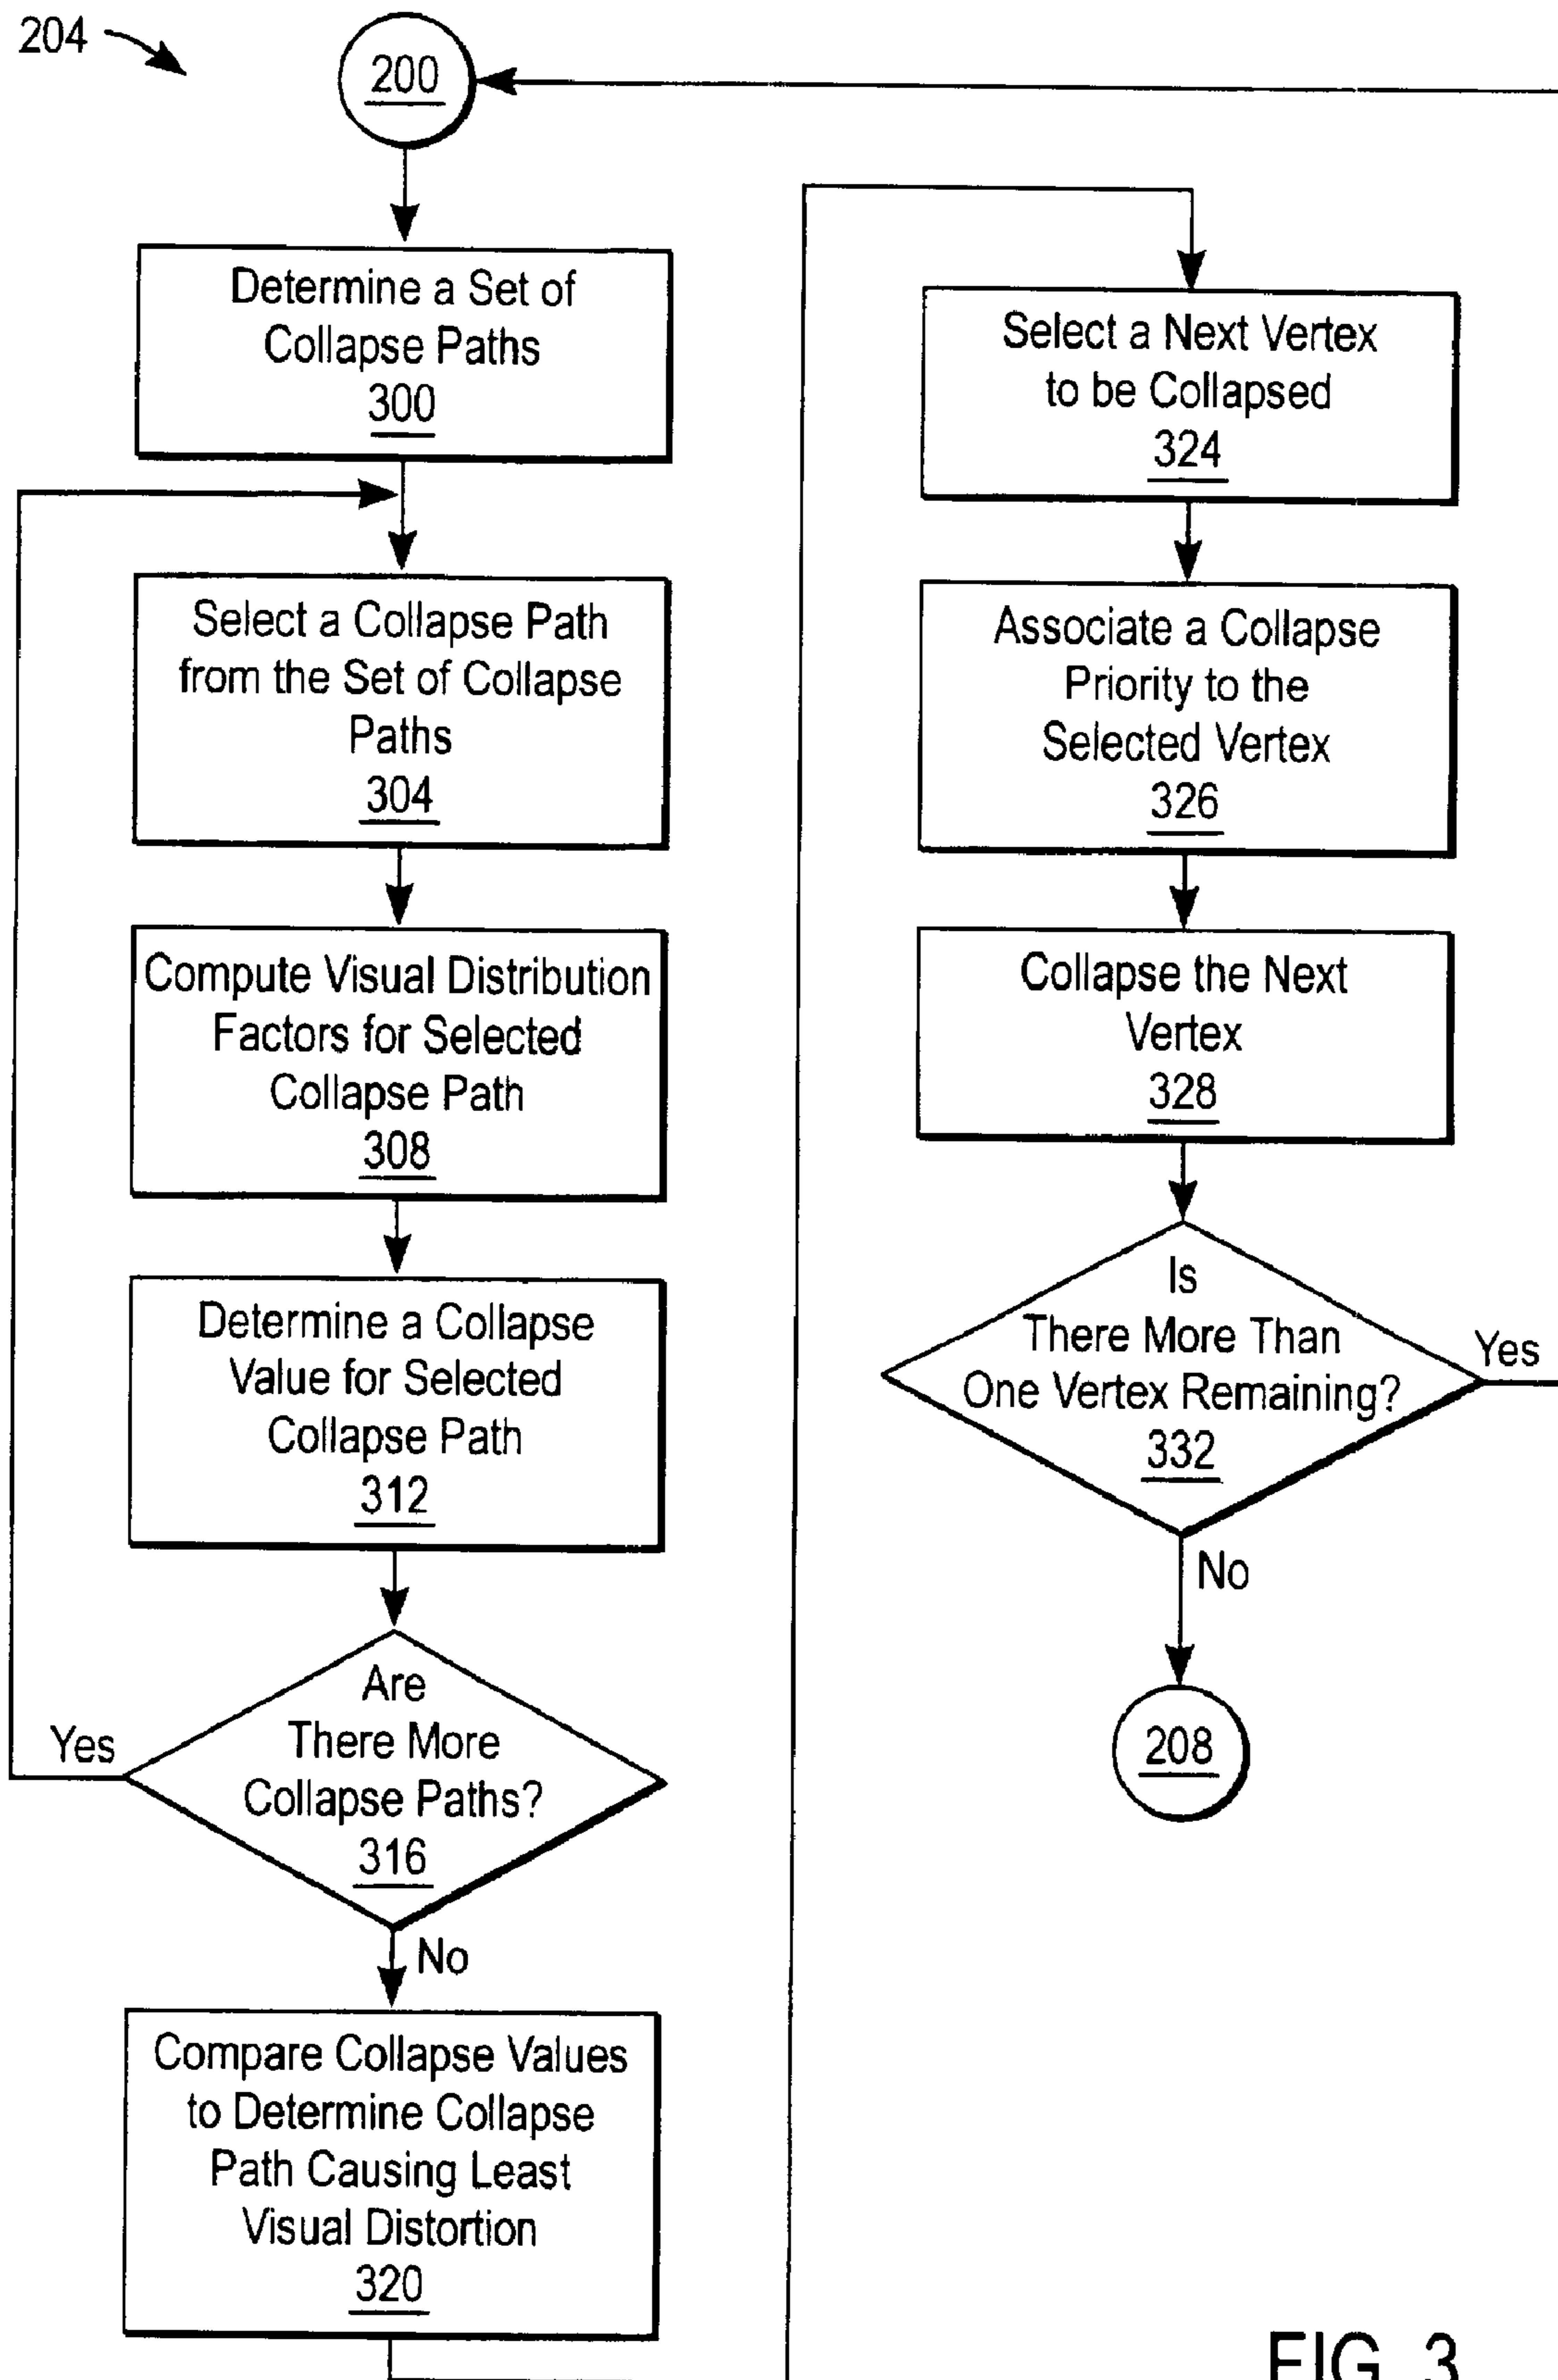 204
200
Determine a Set of
Collapse Paths
300
Select a Collapse Path
from the Set of Collapse
Paths
304
Compute Visual Distribution
Factors for Selected
Collapse Path
308
Determine a Collapse
Value for Selected
Collapse Path
312
Are
There More
Collapse Paths?
316
Yes
No
Compare Collapse Values
to Determine Collapse
Path Causing Least
Visual Distortion
320
Select a Next Vertex
to be Collapsed
324
Associate a Collapse
Priority to the
Selected Vertex
326
Collapse the Next
Vertex
328
Is
There More Than
One Vertex Remaining?
332
Yes
No
208
FIG. 3